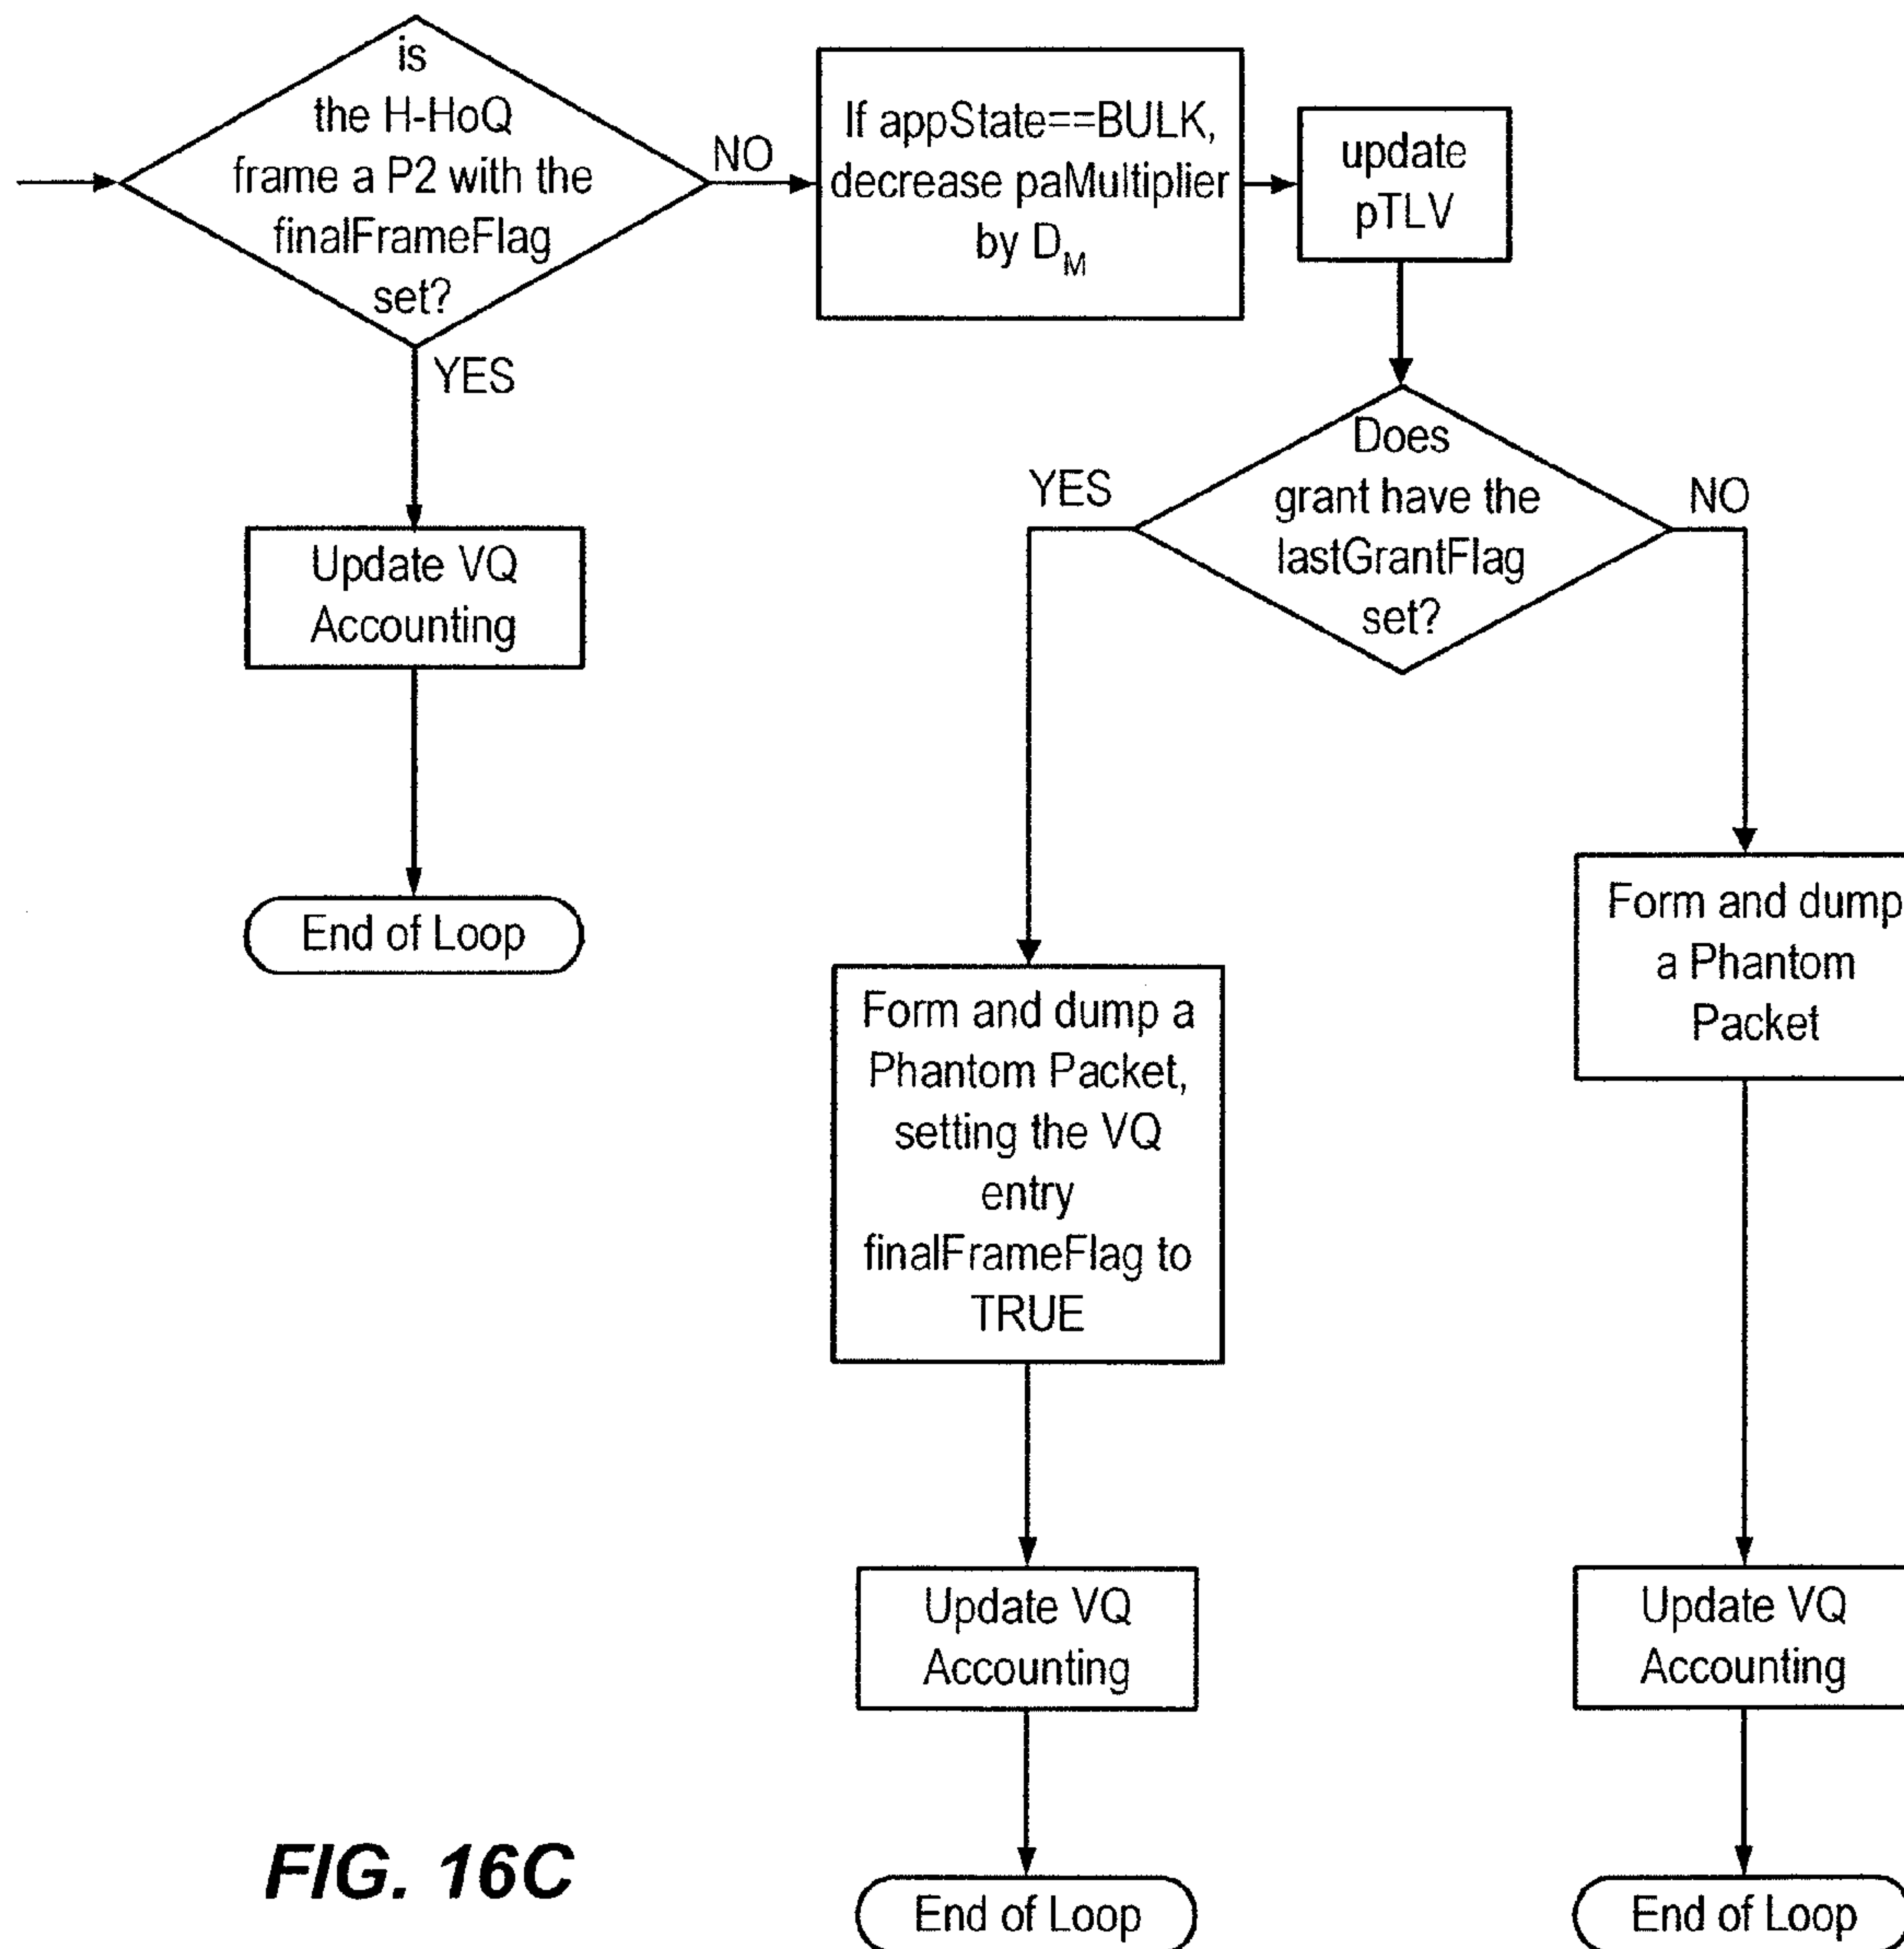 is
the H-HoQ
frame a P2 with the
finalFrameFlag
set?
NO
YES
If appState==BULK,
decrease paMultiplier
by D_M
update
pTLV
Does
grant have the
lastGrantFlag
set?
YES
NO
Update VQ
Accounting
End of Loop
Form and dump a
Phantom Packet,
setting the VQ
entry
finalFrameFlag to
TRUE
Update VQ
Accounting
End of Loop
Form and dump
a Phantom
Packet
Update VQ
Accounting
End of Loop
FIG. 16C